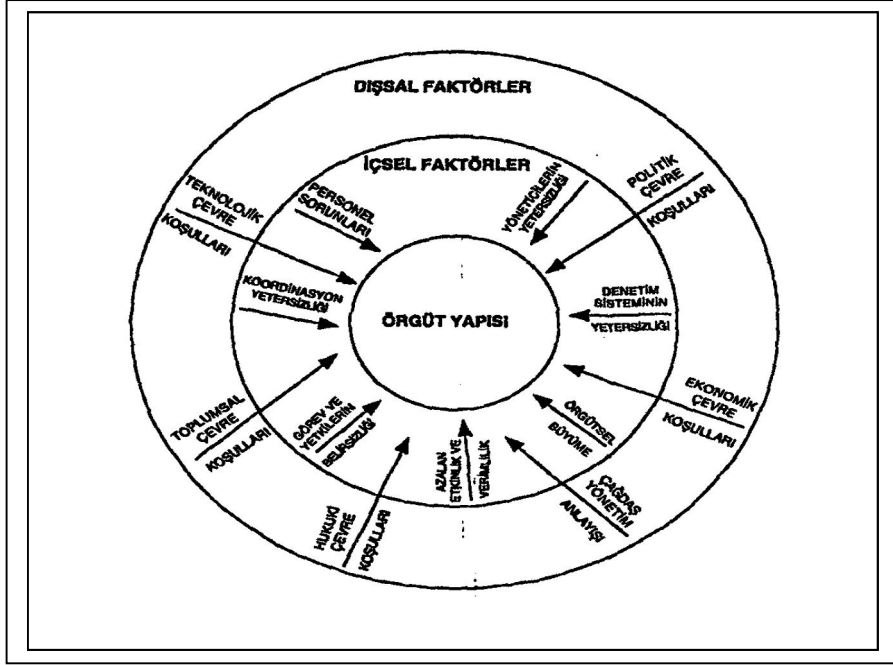 DIŞSAL FAKTÖRLER
İÇSEL FAKTÖRLER
TEKNOLOJİK
ÇEVRE
KOŞULLARI
PERSONEL
SORUNLARI
YÖNETİCİLERİN
YETERSİZLİĞİ
POLİTİK
ÇEVRE
KOŞULLARI
KOORDİNASYON
YETERSİZLİĞİ
ÖRGÜT YAPISI
DENETİM
SİSTEMİNİN
YETERSİZLİĞİ
TOPLUMSAL
ÇEVRE
KOŞULLARI
GÖREV VE
YETKİLERİN
BELİRSİZLİĞİ
HUKUKİ
ÇEVRE
KOŞULLARI
AZALAN
ETKİNLİK VE
VERİMLİLİK
ÖRGÜTSEL
BÜYÜME
ÇAĞDAŞ
YÖNETİM
ANLAYIŞI
EKONOMİK
ÇEVRE
KOŞULLARI